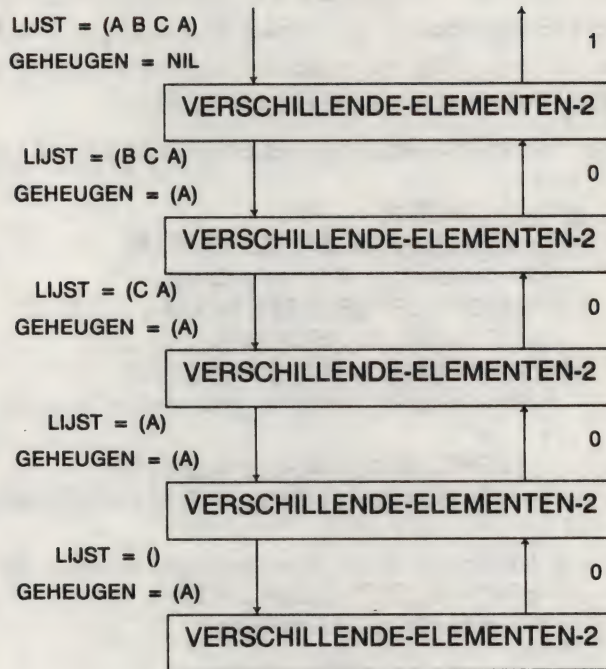 LIJST = (A B C A)
GEHEUGEN = NIL
1
VERSCHILLENDE-ELEMENTEN-2
LIJST = (B C A)
GEHEUGEN = (A)
0
VERSCHILLENDE-ELEMENTEN-2
LIJST = (C A)
GEHEUGEN = (A)
0
VERSCHILLENDE-ELEMENTEN-2
LIJST = (A)
GEHEUGEN = (A)
0
VERSCHILLENDE-ELEMENTEN-2
LIJST = ()
GEHEUGEN = (A)
0
VERSCHILLENDE-ELEMENTEN-2